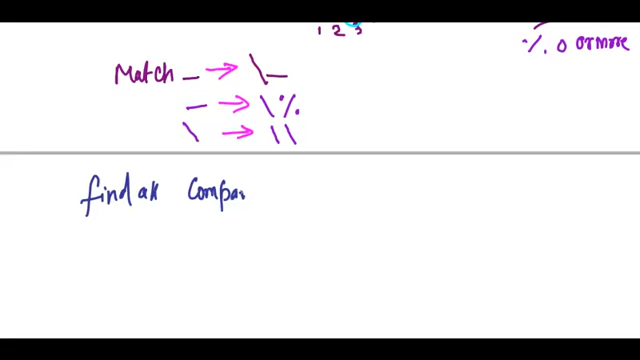 1 2 3
% 0 or more
Match _ → \_
_ → \%
\ → \\
find all compa